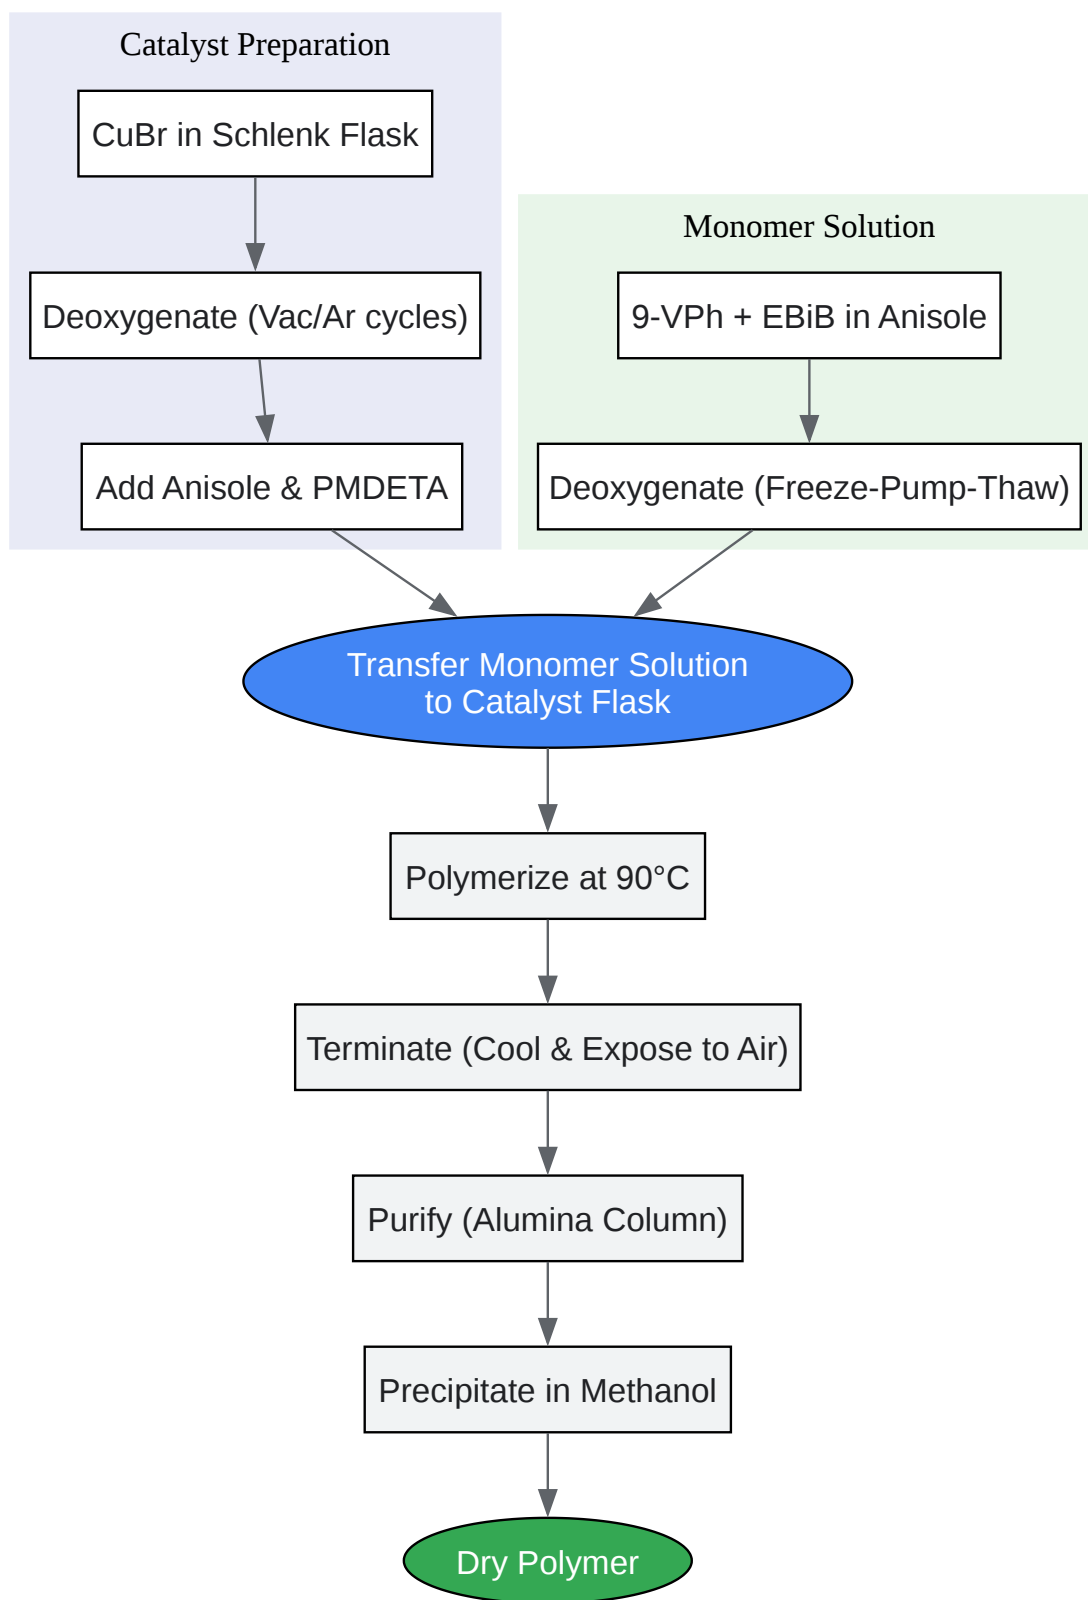 Catalyst Preparation
CuBr in Schlenk Flask
Deoxygenate (Vac/Ar cycles)
Add Anisole & PMDETA
Monomer Solution
9-VPh + EBiB in Anisole
Deoxygenate (Freeze-Pump-Thaw)
Transfer Monomer Solution
to Catalyst Flask
Polymerize at 90°C
Terminate (Cool & Expose to Air)
Purify (Alumina Column)
Precipitate in Methanol
Dry Polymer